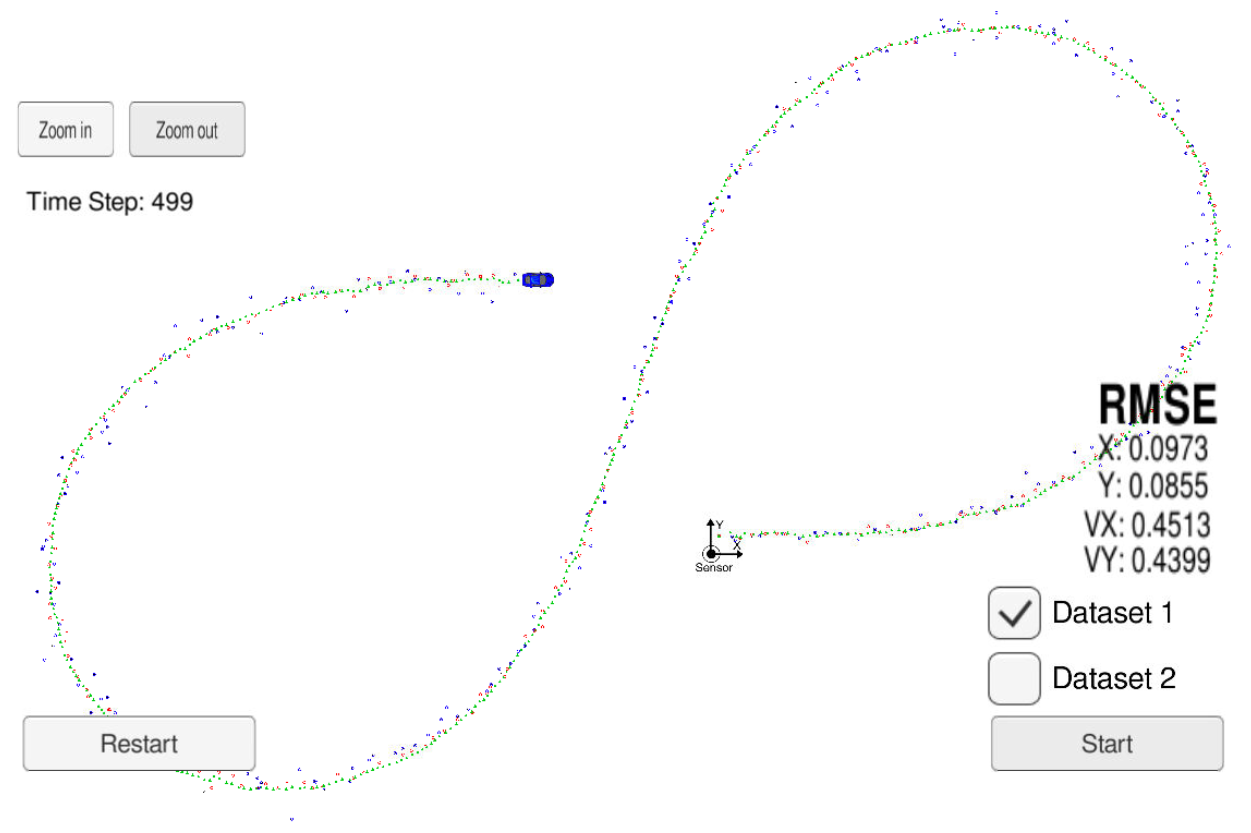 Zoom in
Zoom out
Time Step: 499
RMSE
X: 0.0973
Y: 0.0855
VX: 0.4513
VY: 0.4399
Y
X
Sensor
Dataset 1
Dataset 2
Restart
Start